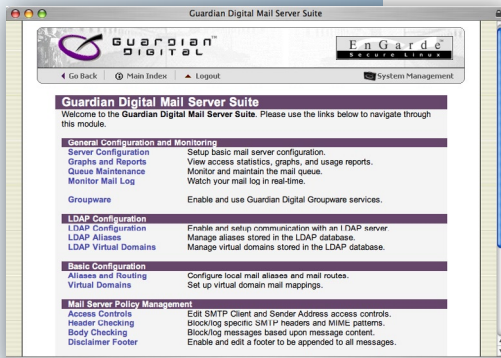 Guardian Digital Mail Server Suite
Guardian™
Digital
EnGarde™
Secure Linux
Go Back Main Index Logout System Management
Guardian Digital Mail Server Suite
Welcome to the Guardian Digital Mail Server Suite. Please use the links below to navigate through
this module.
General Configuration and Monitoring
Server Configuration Setup basic mail server configuration.
Graphs and Reports View access statistics, graphs, and usage reports.
Queue Maintenance Monitor and maintain the mail queue.
Monitor Mail Log Watch your mail log in real-time.
Groupware Enable and use Guardian Digital Groupware services.
LDAP Configuration
LDAP Configuration Enable and setup communication with an LDAP server.
LDAP Aliases Manage aliases stored in the LDAP database.
LDAP Virtual Domains Manage virtual domains stored in the LDAP database.
Basic Configuration
Aliases and Routing Configure local mail aliases and mail routes.
Virtual Domains Set up virtual domain mail mappings.
Mail Server Policy Management
Access Controls Edit SMTP Client and Sender Address access controls.
Header Checking Block/log specific SMTP headers and MIME patterns.
Body Checking Block/log messages based upon message content.
Disclaimer Footer Enable and edit a footer to be appended to all messages.